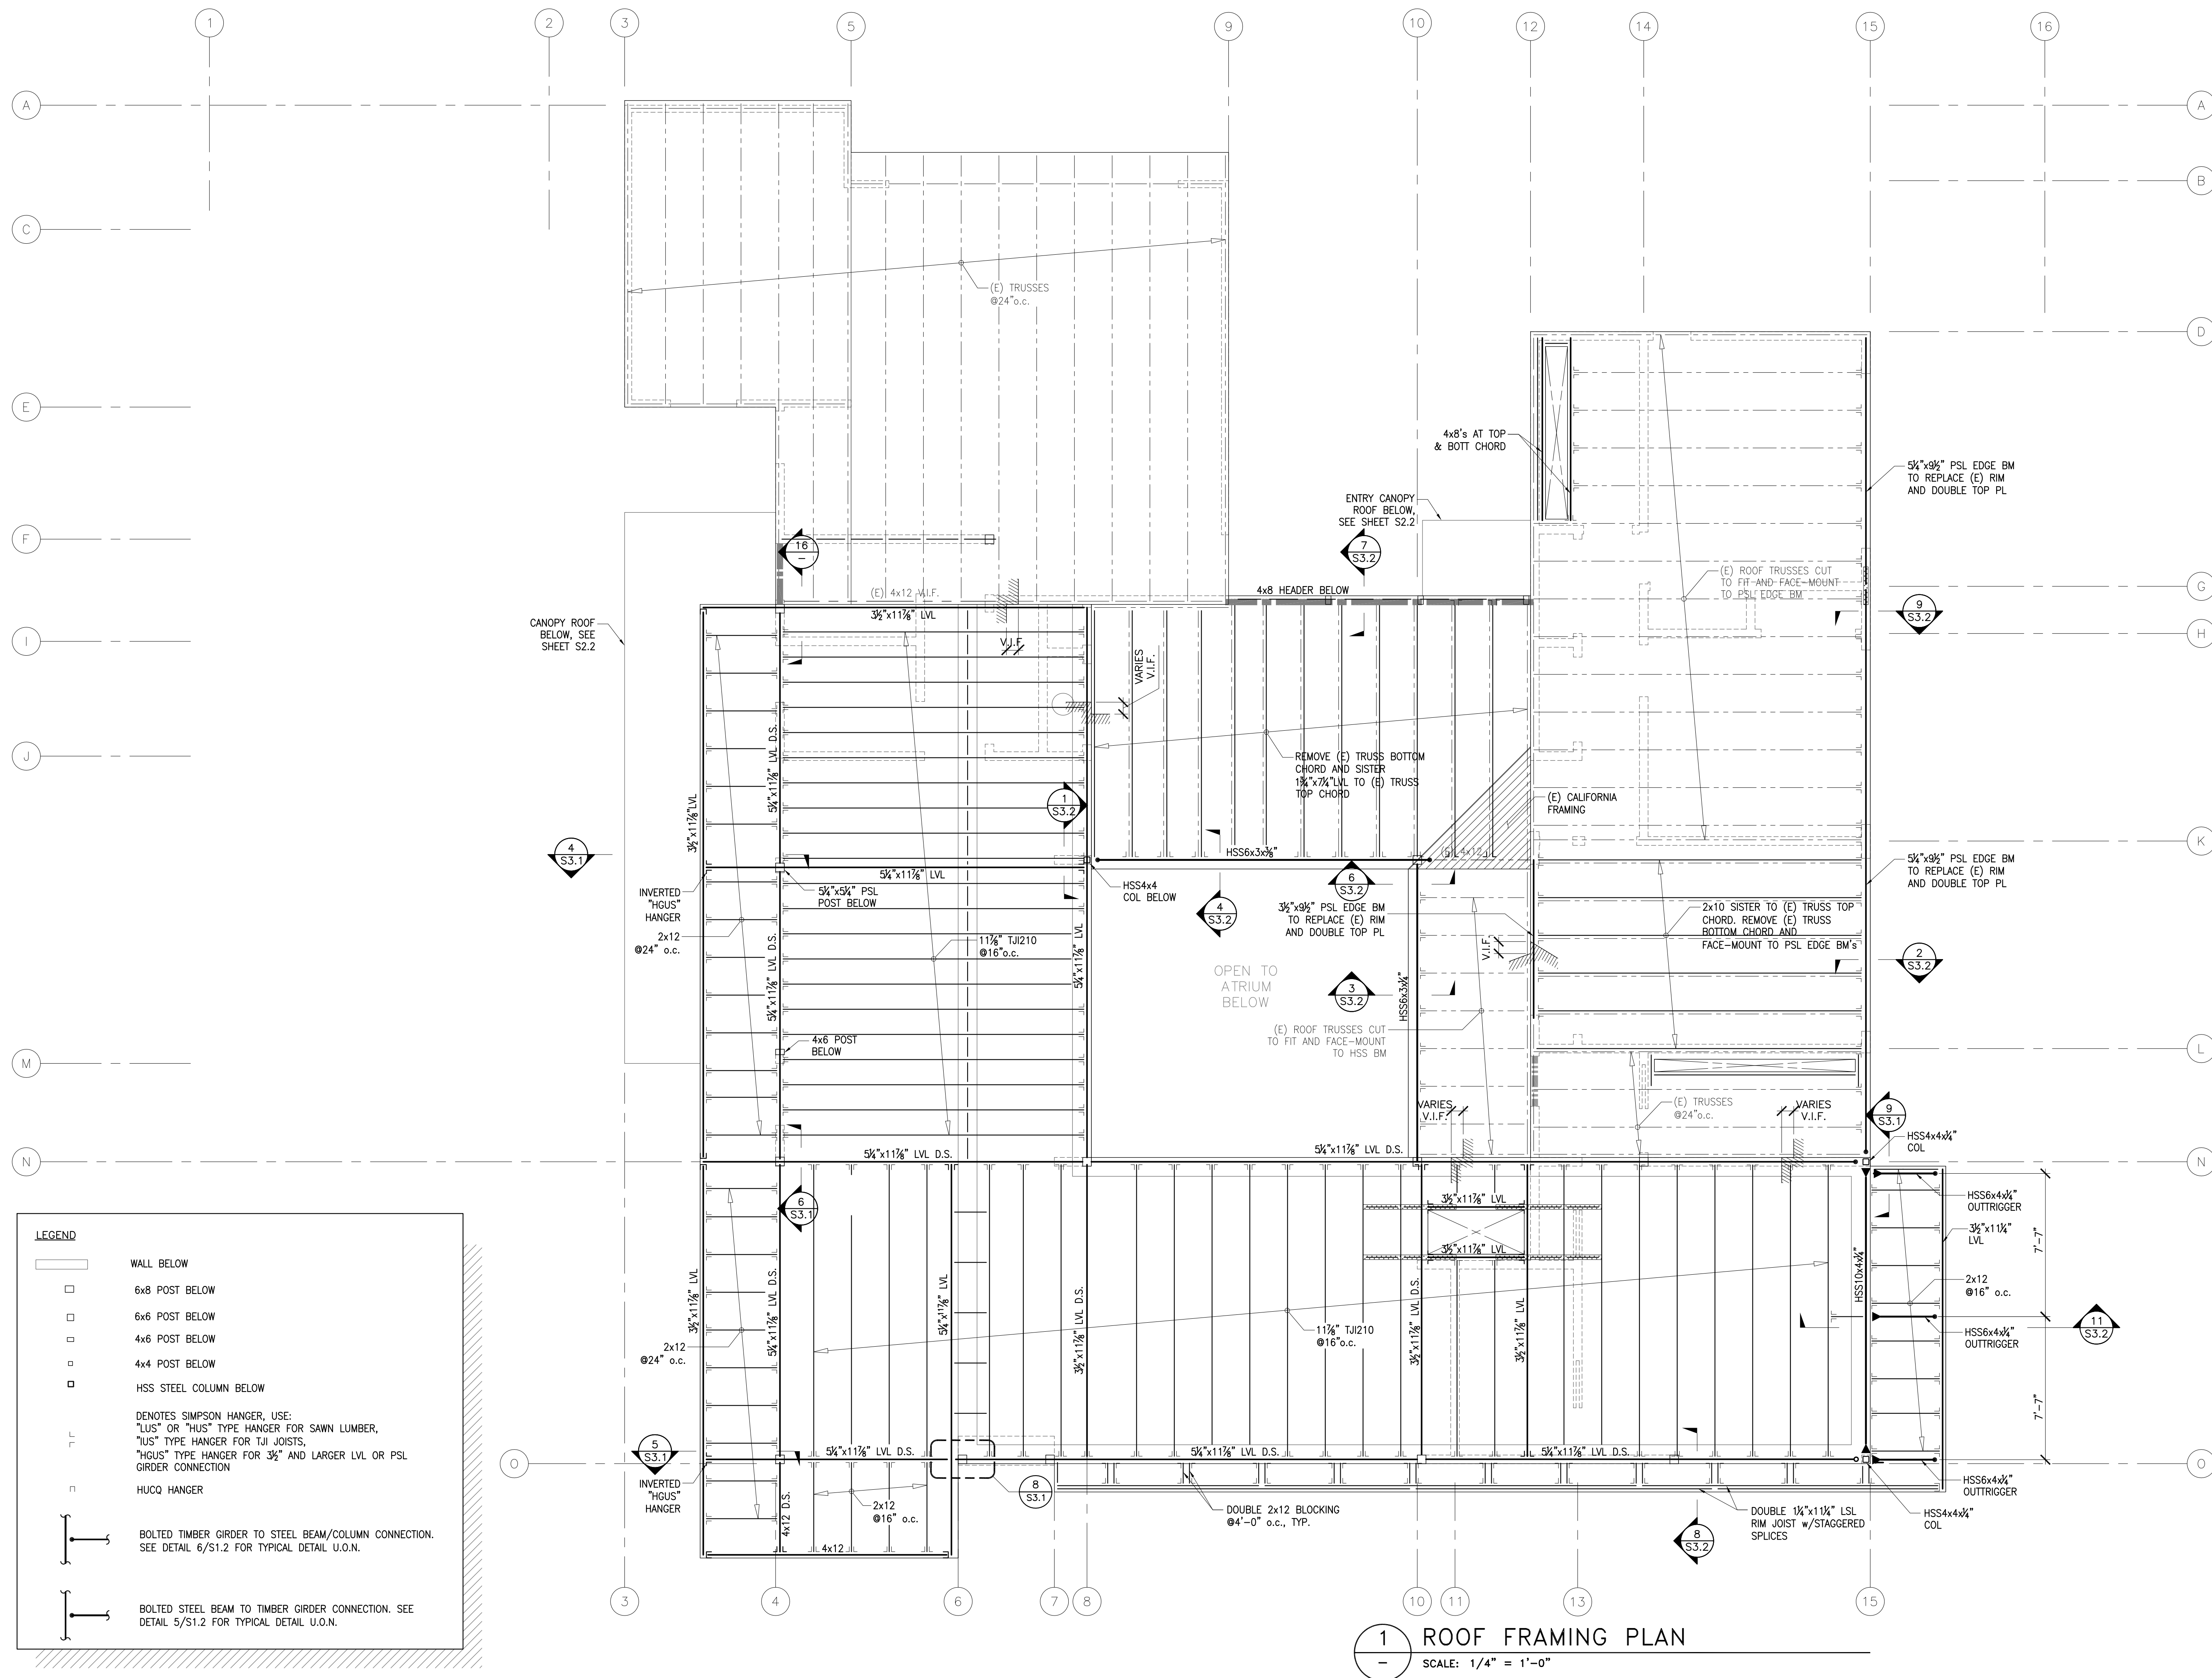 1
2
3
5
9
10
12
14
15
16
A
A
B
C
D
E
F
G
I
H
J
K
M
L
N
N
O
O
(E) TRUSSES
@24"o.c.
4x8's AT TOP
& BOTT CHORD
5¼"x9½" PSL EDGE BM
TO REPLACE (E) RIM
AND DOUBLE TOP PL
ENTRY CANOPY
ROOF BELOW,
SEE SHEET S2.2
16
–
7
S3.2
(E) ROOF TRUSSES CUT
TO FIT AND FACE-MOUNT
TO PSL EDGE BM
(E) 4x12 V.I.F.
4x8 HEADER BELOW
3½"x11⅞" LVL
9
S3.2
CANOPY ROOF
BELOW, SEE
SHEET S2.2
V.I.F.
VARIES
V.I.F.
5¼"x11⅞" LVL D.S.
3½"x11⅞"LVL
REMOVE (E) TRUSS BOTTOM
CHORD AND SISTER
1¾"x7¼"LVL TO (E) TRUSS
TOP CHORD
1
S3.2
(E) CALIFORNIA
FRAMING
4
S3.1
HSS6x3x⅜"
(E) 4x12
5¼"x11⅞" LVL
INVERTED
"HGUS"
HANGER
5¼"x5¼" PSL
POST BELOW
HSS4x4
COL BELOW
6
S3.2
4
S3.2
5¼"x9½" PSL EDGE BM
TO REPLACE (E) RIM
AND DOUBLE TOP PL
3½"x9½" PSL EDGE BM
TO REPLACE (E) RIM
AND DOUBLE TOP PL
2x10 SISTER TO (E) TRUSS TOP
CHORD. REMOVE (E) TRUSS
BOTTOM CHORD AND
FACE-MOUNT TO PSL EDGE BM's
2x12
@24" o.c.
11⅞" TJI210
@16"o.c.
5¼"x11⅞" LVL D.S.
5¼"x11⅞" LVL
V.I.F.
2
S3.2
OPEN TO
ATRIUM
BELOW
3
S3.2
HSS6x3x¼"
(E) ROOF TRUSSES CUT
TO FIT AND FACE-MOUNT
TO HSS BM
4x6 POST
BELOW
VARIES
V.I.F.
(E) TRUSSES
@24"o.c.
VARIES
V.I.F.
9
S3.1
HSS4x4x¼"
COL
5¼"x11⅞" LVL D.S.
5¼"x11⅞" LVL D.S.
6
S3.1
3½"x11⅞" LVL
HSS6x4x¼"
OUTTRIGGER
3½"x11¼"
LVL
7'-7"
3½"x11⅞" LVL
3½"x11⅞" LVL
5¼"x11⅞" LVL D.S.
5¼"x11⅞" LVL
3½"x11⅞" LVL D.S.
3½"x11⅞" LVL D.S.
3½"x11⅞" LVL
HSS10x4x¼"
2x12
@16" o.c.
2x12
@24" o.c.
11⅞" TJI210
@16"o.c.
HSS6x4x¼"
OUTTRIGGER
11
S3.2
7'-7"
5
S3.1
5¼"x11⅞" LVL D.S.
5¼"x11⅞" LVL D.S.
5¼"x11⅞" LVL D.S.
INVERTED
"HGUS"
HANGER
8
S3.1
HSS6x4x¼"
OUTTRIGGER
4x12 D.S.
2x12
@16" o.c.
DOUBLE 2x12 BLOCKING
@4'-0" o.c., TYP.
DOUBLE 1¼"x11¼" LSL
RIM JOIST w/STAGGERED
SPLICES
HSS4x4x¼"
COL
4x12
8
S3.2
3
4
6
7
8
10
11
13
15
LEGEND
WALL BELOW
6x8 POST BELOW
6x6 POST BELOW
4x6 POST BELOW
4x4 POST BELOW
HSS STEEL COLUMN BELOW
DENOTES SIMPSON HANGER, USE:
"LUS" OR "HUS" TYPE HANGER FOR SAWN LUMBER,
"IUS" TYPE HANGER FOR TJI JOISTS,
"HGUS" TYPE HANGER FOR 3½" AND LARGER LVL OR PSL
GIRDER CONNECTION
HUCQ HANGER
BOLTED TIMBER GIRDER TO STEEL BEAM/COLUMN CONNECTION.
SEE DETAIL 6/S1.2 FOR TYPICAL DETAIL U.O.N.
BOLTED STEEL BEAM TO TIMBER GIRDER CONNECTION. SEE
DETAIL 5/S1.2 FOR TYPICAL DETAIL U.O.N.
1
–
ROOF FRAMING PLAN
SCALE: 1/4" = 1'-0"